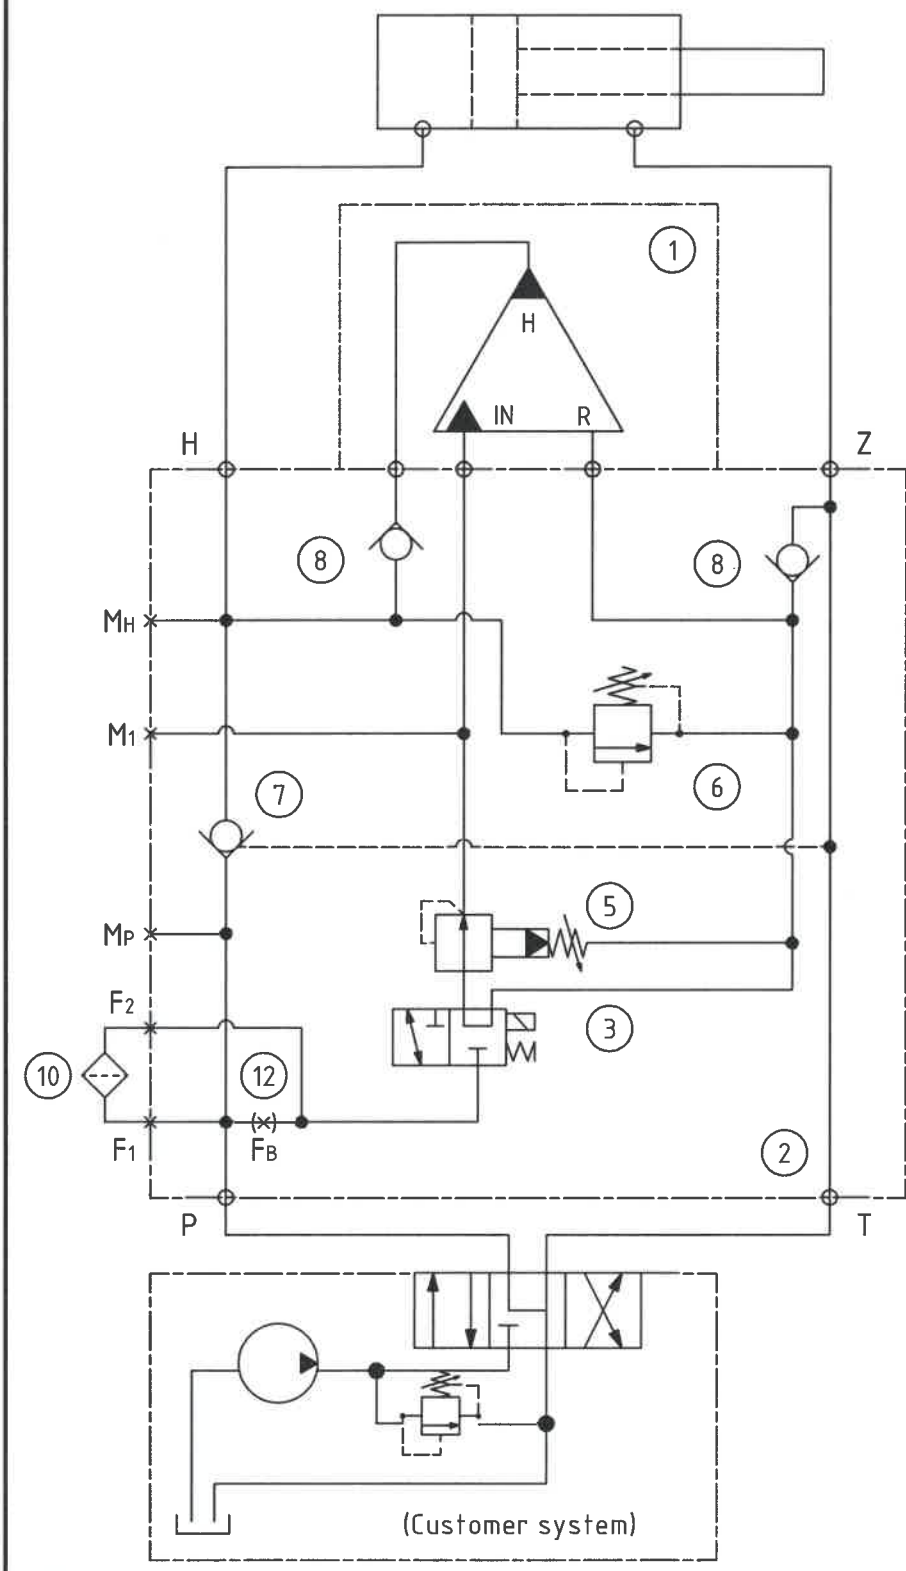 1
H
IN R
H Z
8 8
MH
M1
7 6
MP 5
F2 3
10 12
F1 FB 2
P T
(Customer system)